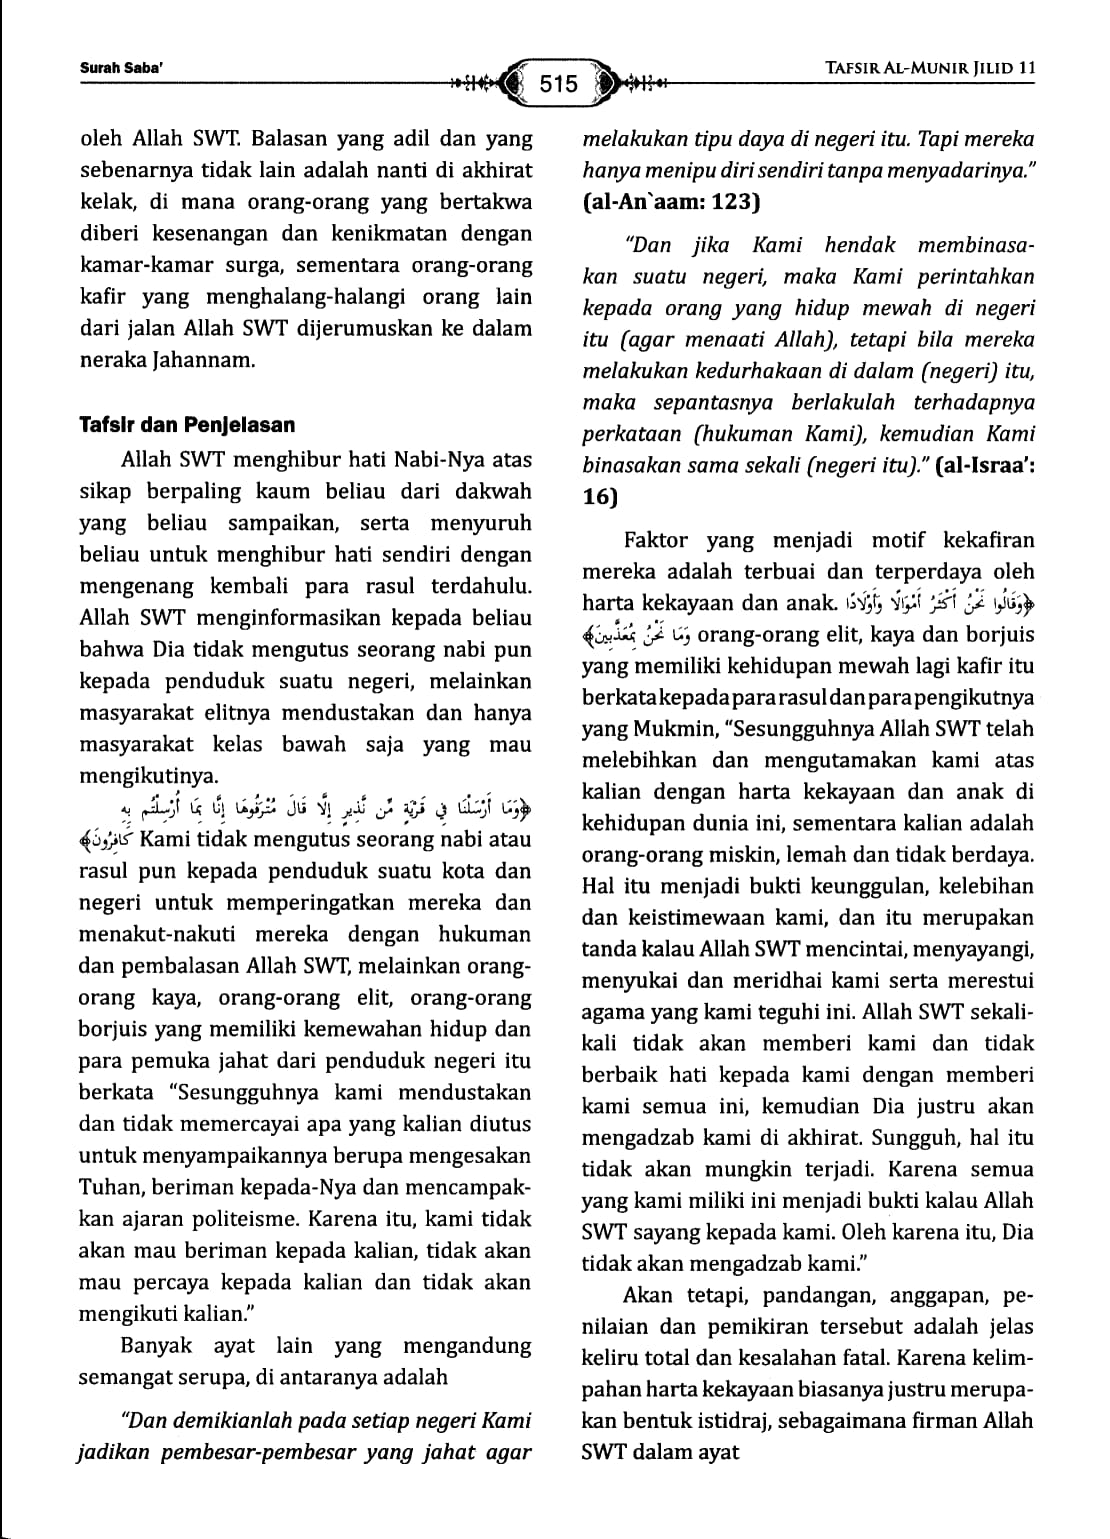 Surah Saba'
515
TAFSIR AL-MUNIR JILID 11
oleh Allah SWT. Balasan yang adil dan yang
sebenarnya tidak lain adalah nanti di akhirat
kelak, di mana orang-orang yang bertakwa
diberi kesenangan dan kenikmatan dengan
kamar-kamar surga, sementara orang-orang
kafir yang menghalang-halangi orang lain
dari jalan Allah SWT dijerumuskan ke dalam
neraka Jahannam.
Tafsir dan Penjelasan
Allah SWT menghibur hati Nabi-Nya atas
sikap berpaling kaum beliau dari dakwah
yang beliau sampaikan, serta menyuruh
beliau untuk menghibur hati sendiri dengan
mengenang kembali para rasul terdahulu.
Allah SWT menginformasikan kepada beliau
bahwa Dia tidak mengutus seorang nabi pun
kepada penduduk suatu negeri, melainkan
masyarakat elitnya mendustakan dan hanya
masyarakat kelas bawah saja yang mau
mengikutinya.
﴿وَمَا أَرْسَلْنَا فِي قَرْيَةٍ مِّن نَّذِيرٍ إِلَّا قَالَ مُتْرَفُوهَا إِنَّا بِمَا أُرْسِلْتُم بِهِ
كَافِرُونَ﴾ Kami tidak mengutus seorang nabi atau
rasul pun kepada penduduk suatu kota dan
negeri untuk memperingatkan mereka dan
menakut-nakuti mereka dengan hukuman
dan pembalasan Allah SWT, melainkan orang-
orang kaya, orang-orang elit, orang-orang
borjuis yang memiliki kemewahan hidup dan
para pemuka jahat dari penduduk negeri itu
berkata “Sesungguhnya kami mendustakan
dan tidak memercayai apa yang kalian diutus
untuk menyampaikannya berupa mengesakan
Tuhan, beriman kepada-Nya dan mencampak-
kan ajaran politeisme. Karena itu, kami tidak
akan mau beriman kepada kalian, tidak akan
mau percaya kepada kalian dan tidak akan
mengikuti kalian.”
Banyak ayat lain yang mengandung
semangat serupa, di antaranya adalah
“Dan demikianlah pada setiap negeri Kami
jadikan pembesar-pembesar yang jahat agar
melakukan tipu daya di negeri itu. Tapi mereka
hanya menipu diri sendiri tanpa menyadarinya.”
(al-An`aam: 123)
“Dan jika Kami hendak membinasa-
kan suatu negeri, maka Kami perintahkan
kepada orang yang hidup mewah di negeri
itu (agar menaati Allah), tetapi bila mereka
melakukan kedurhakaan di dalam (negeri) itu,
maka sepantasnya berlakulah terhadapnya
perkataan (hukuman Kami), kemudian Kami
binasakan sama sekali (negeri itu).” (al-Israa’:
16)
Faktor yang menjadi motif kekafiran
mereka adalah terbuai dan terperdaya oleh
harta kekayaan dan anak. ﴿وَقَالُوا نَحْنُ أَكْثَرُ أَمْوَالًا وَأَوْلَادًا
وَمَا نَحْنُ بِمُعَذَّبِينَ﴾ orang-orang elit, kaya dan borjuis
yang memiliki kehidupan mewah lagi kafir itu
berkata kepada para rasul dan para pengikutnya
yang Mukmin, “Sesungguhnya Allah SWT telah
melebihkan dan mengutamakan kami atas
kalian dengan harta kekayaan dan anak di
kehidupan dunia ini, sementara kalian adalah
orang-orang miskin, lemah dan tidak berdaya.
Hal itu menjadi bukti keunggulan, kelebihan
dan keistimewaan kami, dan itu merupakan
tanda kalau Allah SWT mencintai, menyayangi,
menyukai dan meridhai kami serta merestui
agama yang kami teguhi ini. Allah SWT sekali-
kali tidak akan memberi kami dan tidak
berbaik hati kepada kami dengan memberi
kami semua ini, kemudian Dia justru akan
mengadzab kami di akhirat. Sungguh, hal itu
tidak akan mungkin terjadi. Karena semua
yang kami miliki ini menjadi bukti kalau Allah
SWT sayang kepada kami. Oleh karena itu, Dia
tidak akan mengadzab kami.”
Akan tetapi, pandangan, anggapan, pe-
nilaian dan pemikiran tersebut adalah jelas
keliru total dan kesalahan fatal. Karena kelim-
pahan harta kekayaan biasanya justru merupa-
kan bentuk istidraj, sebagaimana firman Allah
SWT dalam ayat